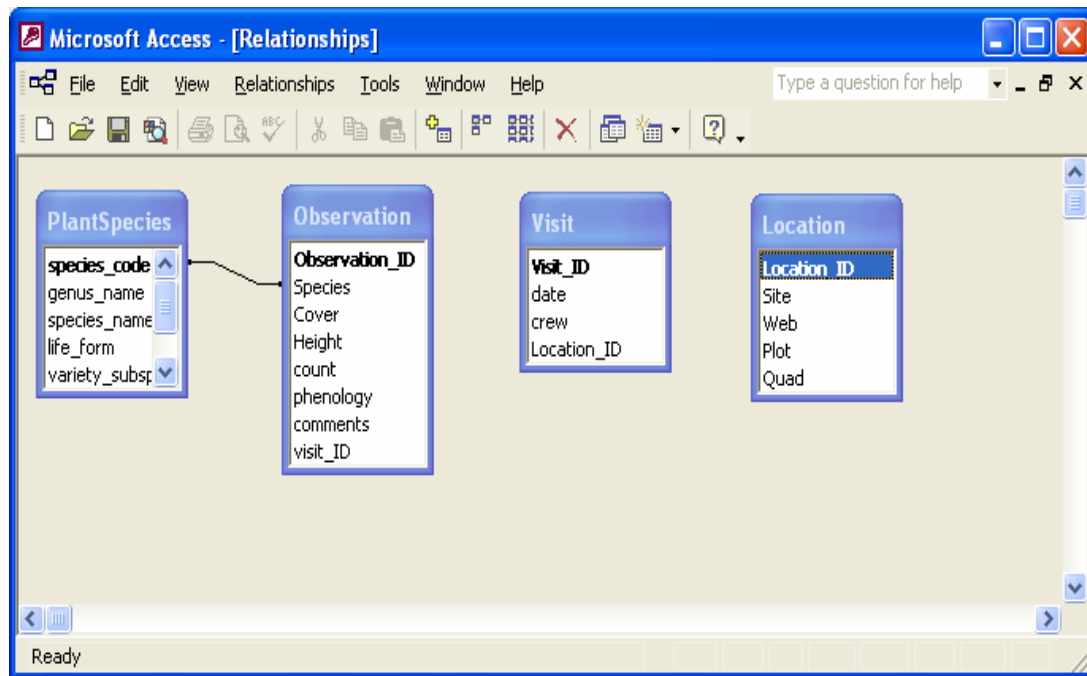 Microsoft Access - [Relationships]
File Edit View Relationships Tools Window Help Type a question for help
ABC
PlantSpecies
species_code
genus_name
species_name
life_form
variety_subsp
Observation
Observation_ID
Species
Cover
Height
count
phenology
comments
visit_ID
Visit
Visit_ID
date
crew
Location_ID
Location
Location_ID
Site
Web
Plot
Quad
Ready